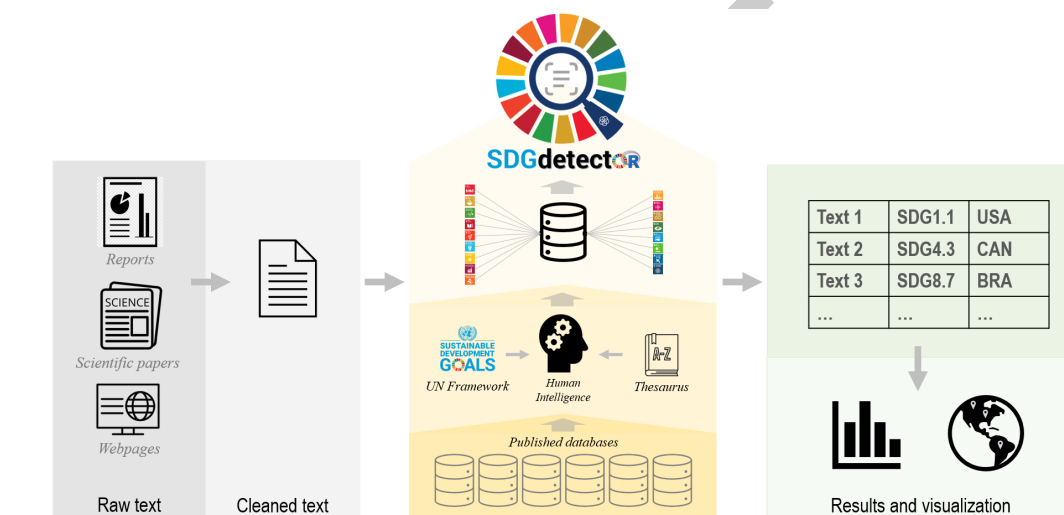 SDGdetectoR
Reports
SCIENCE
Scientific papers
Webpages
Raw text
Cleaned text
SUSTAINABLE
DEVELOPMENT
GOALS
UN Framework
Human
Intelligence
A-Z
Thesaurus
Published databases
Text 1 SDG1.1 USA
Text 2 SDG4.3 CAN
Text 3 SDG8.7 BRA
... ... ...
Results and visualization